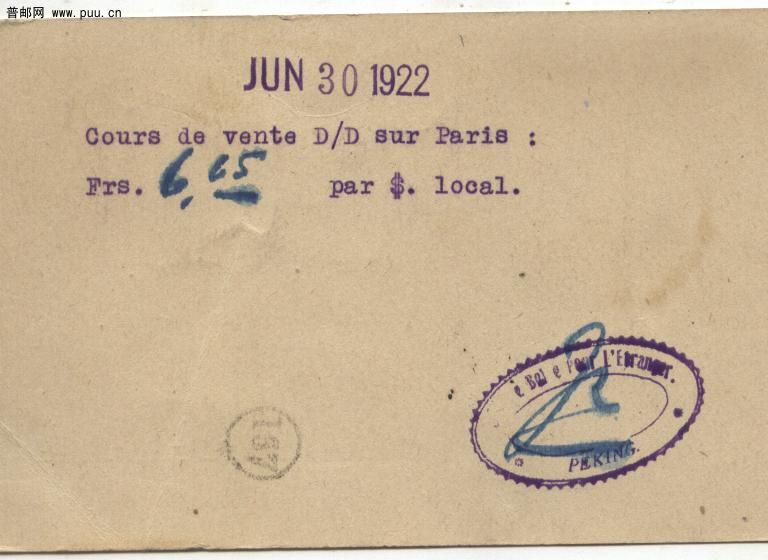 普邮网 www.puu.cn
JUN 30 1922
Cours de vente D/D sur Paris :
Frs. 6,65 par $. local.
Pour L'Etranger.
PEKING.